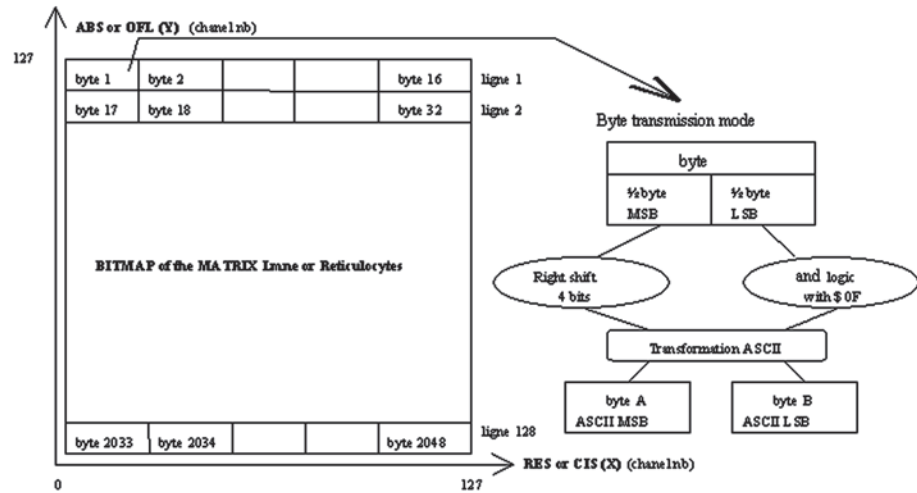 ABS or OFL (Y) (chanel nb)
127
byte 1 byte 2 byte 16 ligne 1
byte 17 byte 18 byte 32 ligne 2
BITMAP of the MATRIX Lmne or Reticulocytes
byte 2033 byte 2034 byte 2048 ligne 128
RES or CIS (X) (chanel nb)
0 127
Byte transmission mode
byte
½ byte
MSB
½ byte
LSB
Right shift
4 bits
and logic
with $0F
Transformation ASCII
byte A
ASCII MSB
byte B
ASCII LSB